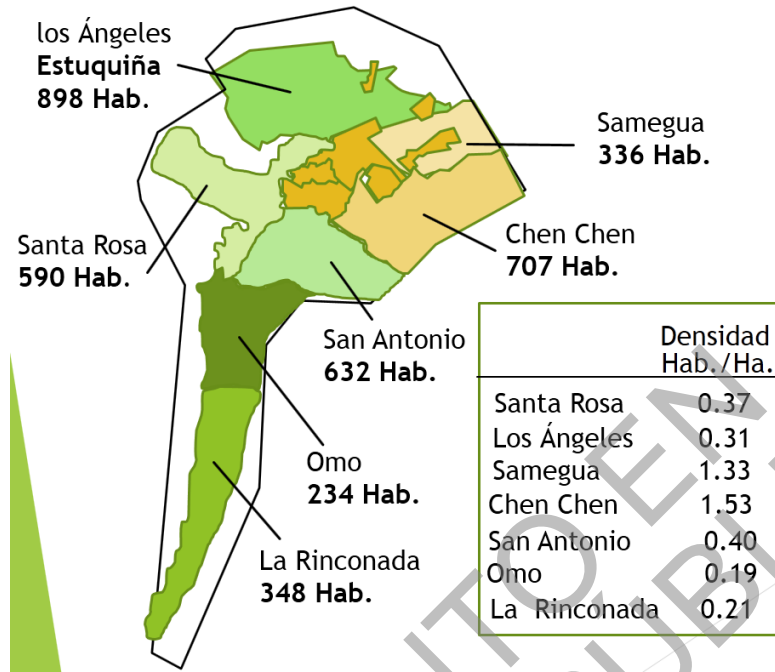 los Ángeles
Estuquiña
898 Hab.
Samegua
336 Hab.
Santa Rosa
590 Hab.
Chen Chen
707 Hab.
San Antonio
632 Hab.
Omo
234 Hab.
La Rinconada
348 Hab.
Densidad
Hab./Ha.
Santa Rosa 0.37
Los Ángeles 0.31
Samegua 1.33
Chen Chen 1.53
San Antonio 0.40
Omo 0.19
La Rinconada 0.21